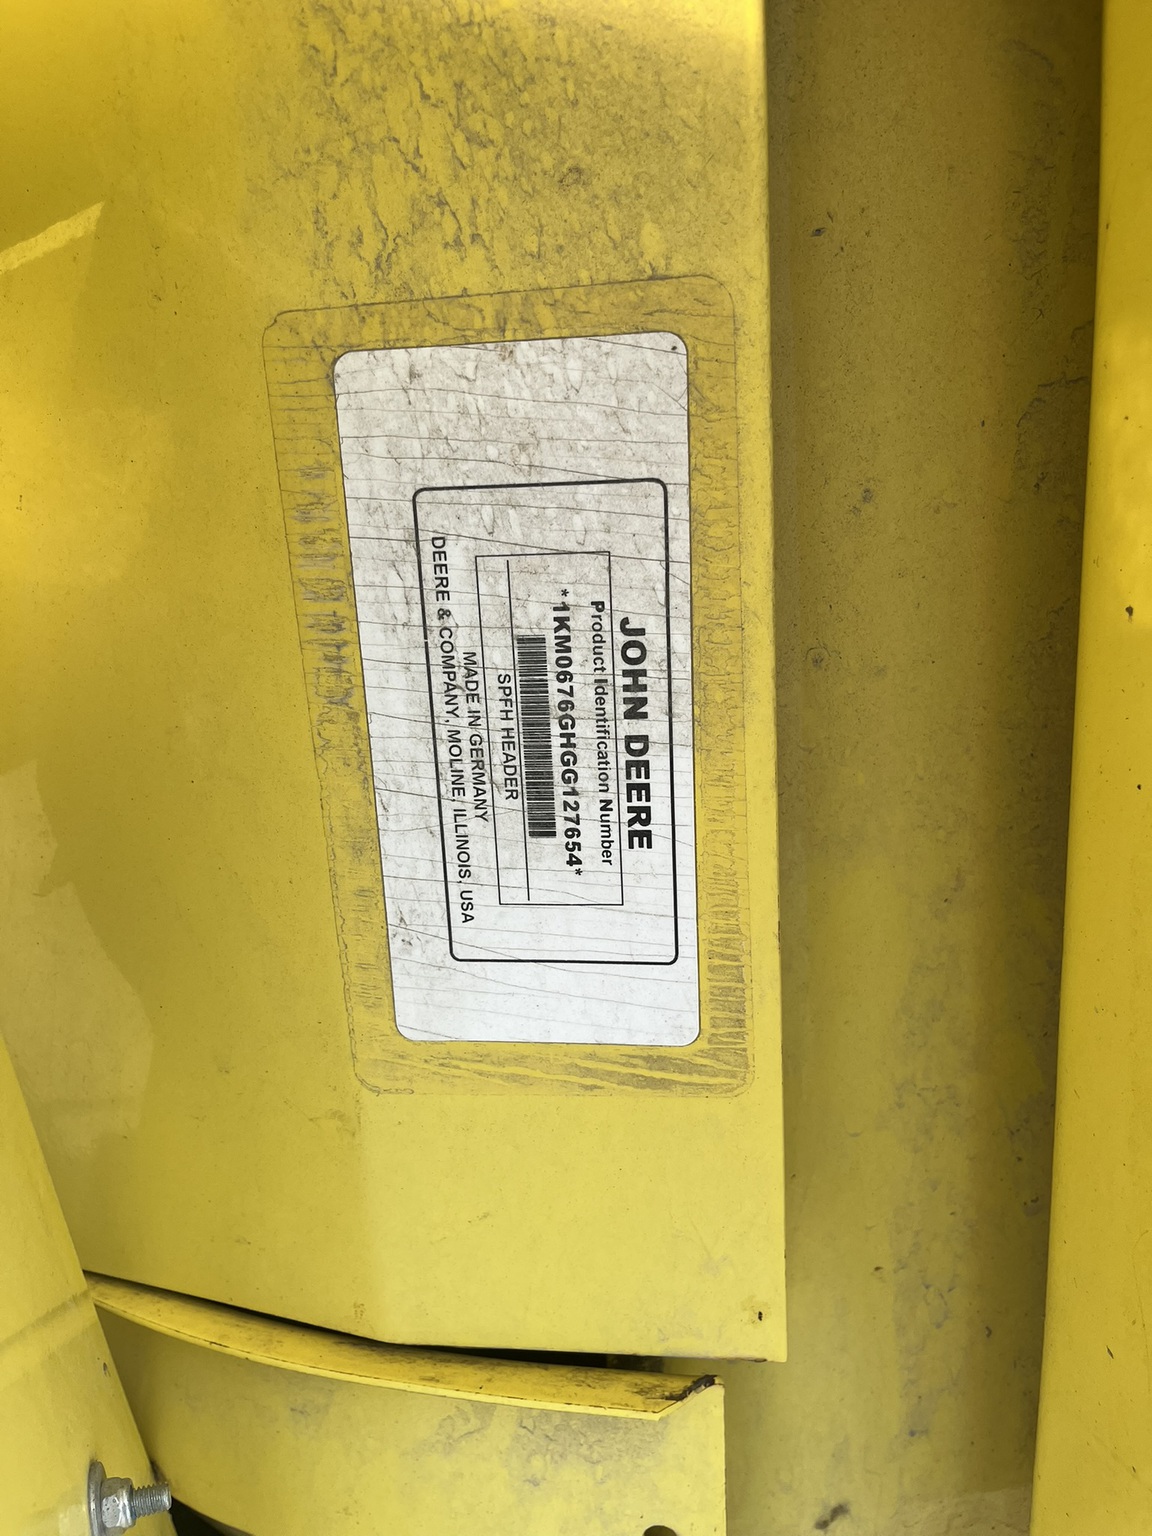 JOHN DEERE
Product Identification Number
*1KM0676GHGG127654*
SPFH HEADER
MADE IN GERMANY
DEERE & COMPANY, MOLINE, ILLINOIS, USA